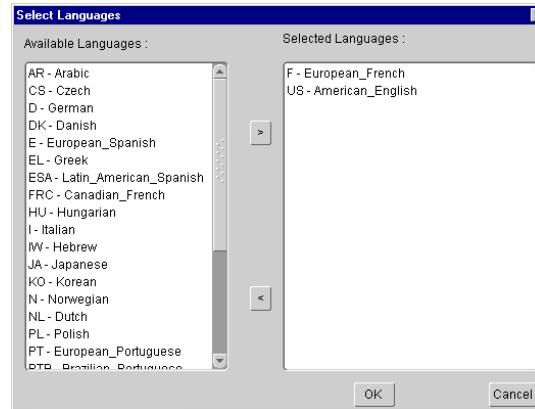 Select Languages
Available Languages :
AR - Arabic
CS - Czech
D - German
DK - Danish
E - European_Spanish
EL - Greek
ESA - Latin_American_Spanish
FRC - Canadian_French
HU - Hungarian
I - Italian
IW - Hebrew
JA - Japanese
KO - Korean
N - Norwegian
NL - Dutch
PL - Polish
PT - European_Portuguese
PTB - Brazilian_Portuguese
>
<
Selected Languages :
F - European_French
US - American_English
OK
Cancel